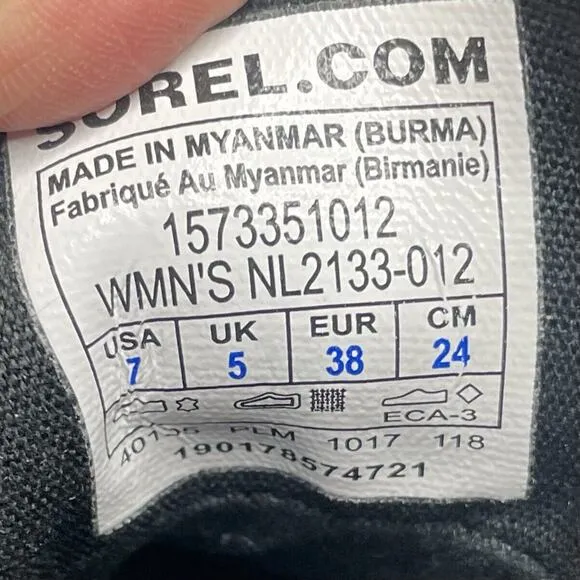 SOREL.COM
MADE IN MYANMAR (BURMA)
Fabriqué Au Myanmar (Birmanie)
1573351012
WMN'S NL2133-012
USA UK EUR CM
7 5 38 24
ECA-3
PLM 1017 118
190178574721